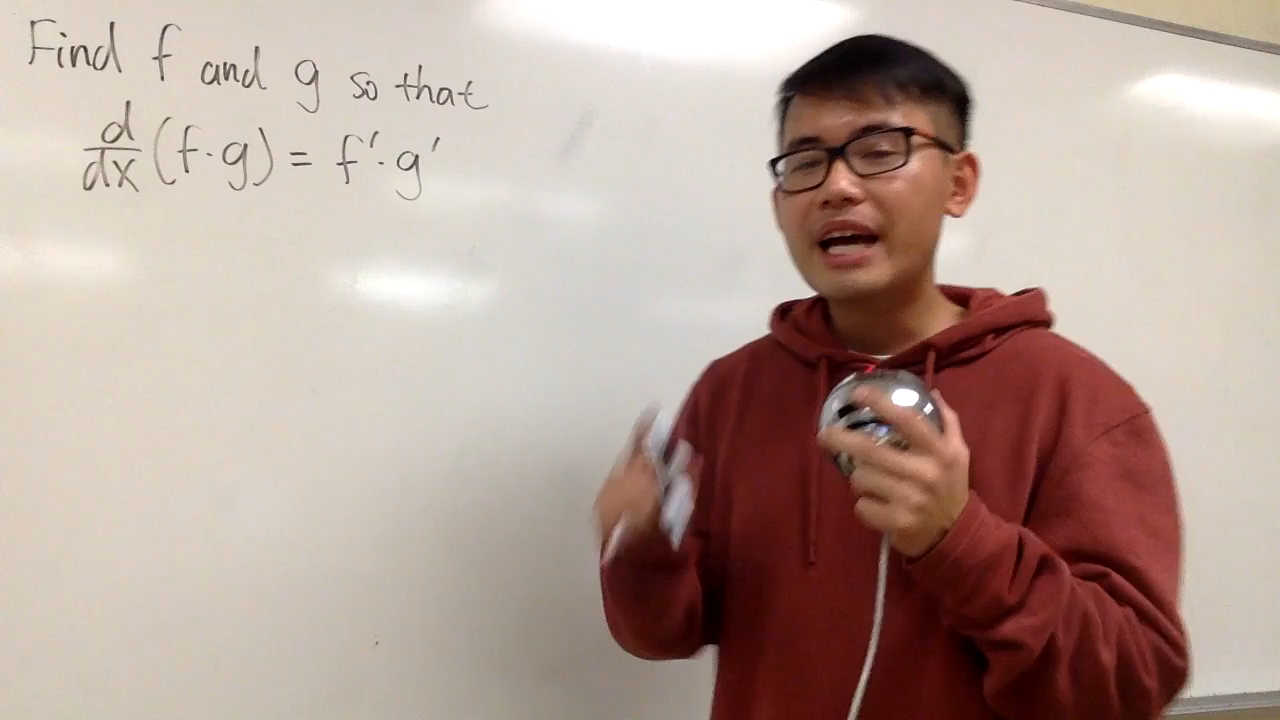 Find f and g so that
d/dx (f·g) = f'·g'